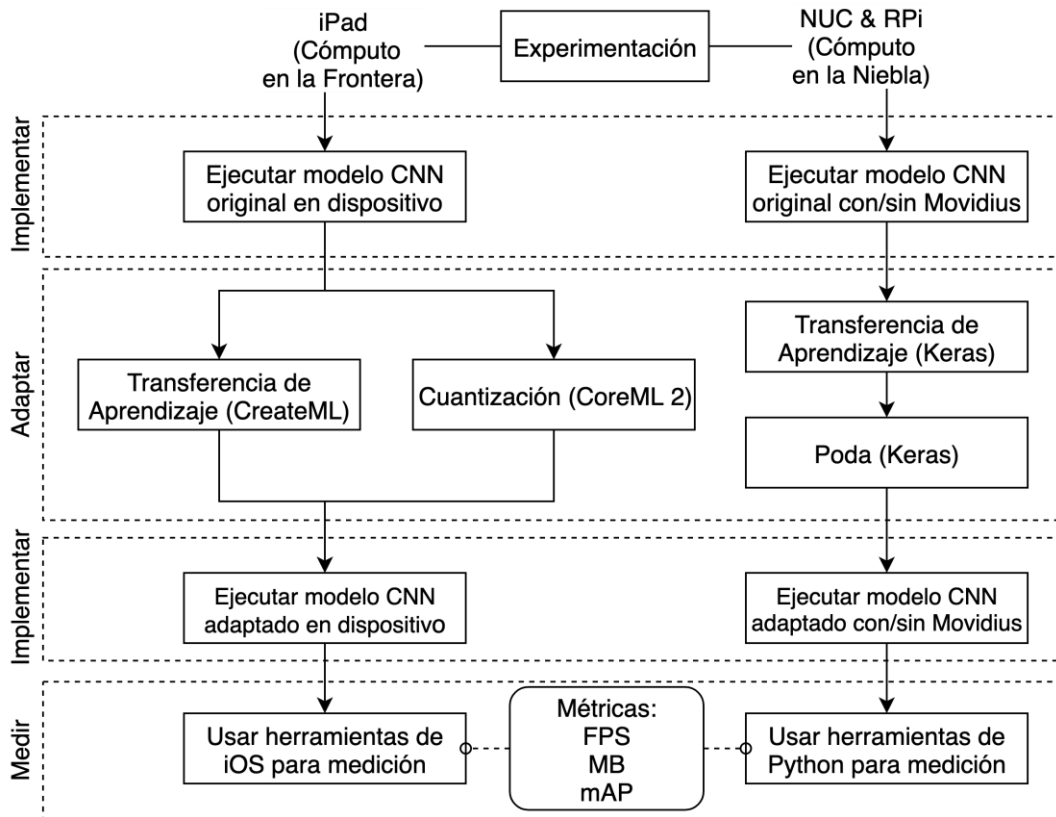 iPad
(Cómputo
en la Frontera)
Experimentación
NUC & RPi
(Cómputo
en la Niebla)
Implementar
Ejecutar modelo CNN
original en dispositivo
Ejecutar modelo CNN
original con/sin Movidius
Adaptar
Transferencia de
Aprendizaje (CreateML)
Cuantización (CoreML 2)
Transferencia de
Aprendizaje (Keras)
Poda (Keras)
Implementar
Ejecutar modelo CNN
adaptado en dispositivo
Ejecutar modelo CNN
adaptado con/sin Movidius
Medir
Usar herramientas de
iOS para medición
Métricas:
FPS
MB
mAP
Usar herramientas de
Python para medición